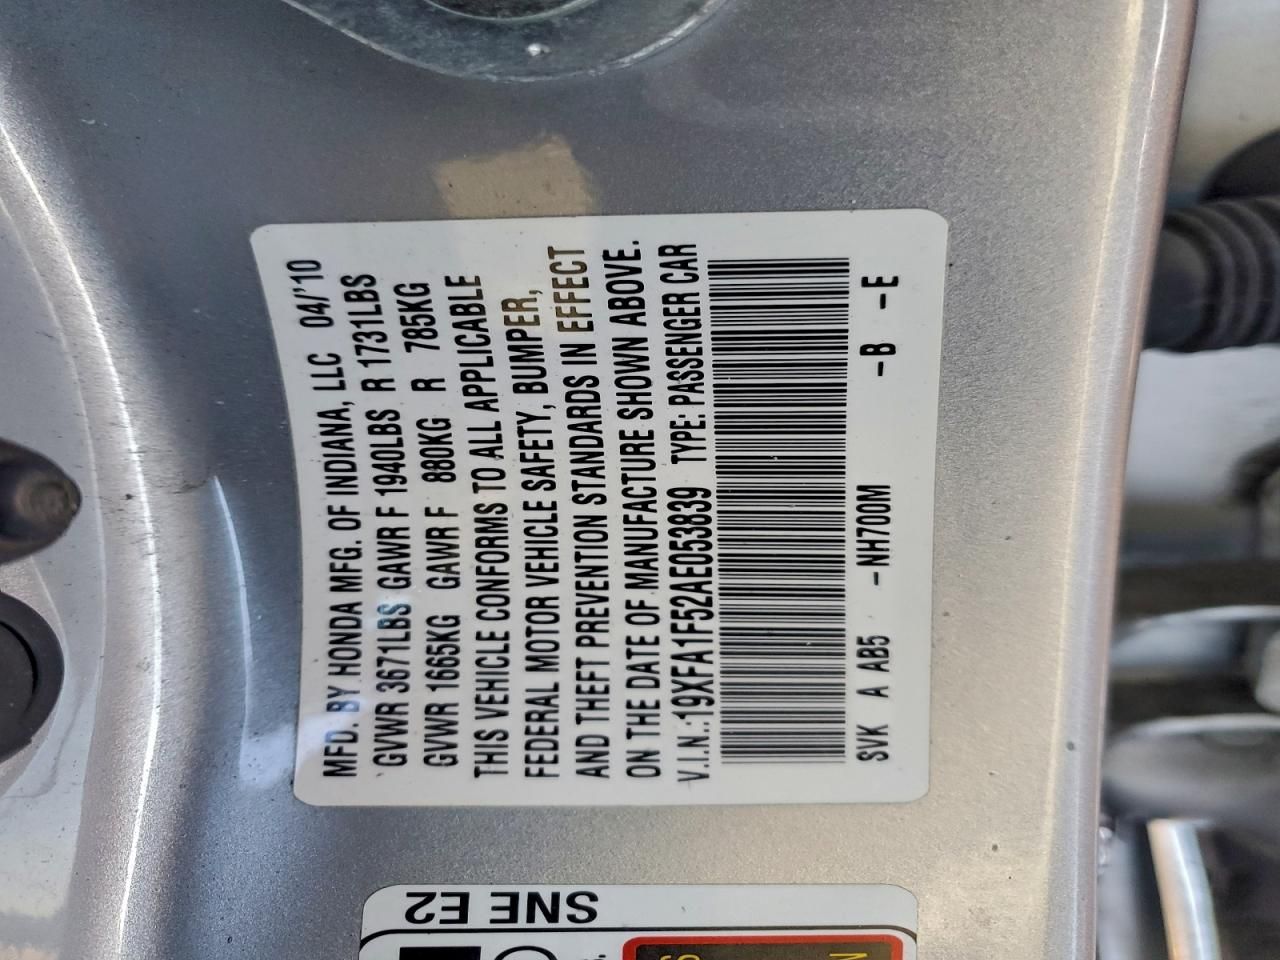 MFD. BY HONDA MFG. OF INDIANA, LLC 04/'10
GVWR 3671LBS GAWR F 1940LBS R 1731LBS
GVWR 1665KG GAWR F 880KG R 785KG
THIS VEHICLE CONFORMS TO ALL APPLICABLE
FEDERAL MOTOR VEHICLE SAFETY, BUMPER,
AND THEFT PREVENTION STANDARDS IN EFFECT
ON THE DATE OF MANUFACTURE SHOWN ABOVE.
V.I.N.:19XFA1F52AE053839 TYPE: PASSENGER CAR
SVK A AB5 -NH700M -B -E
SNE E2